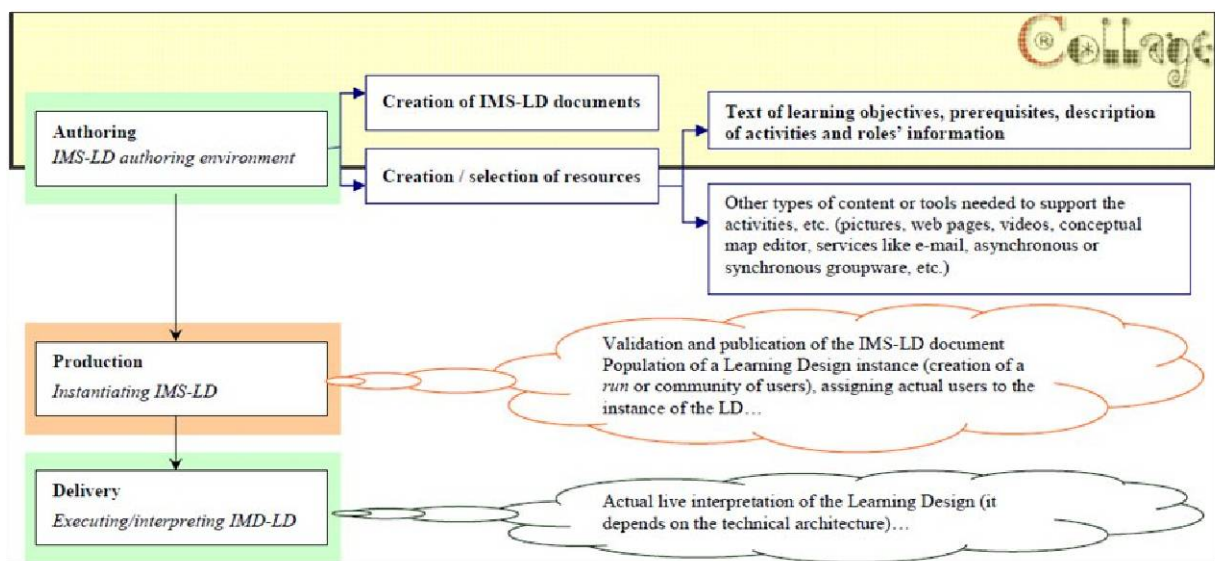 Collage
Creation of IMS-LD documents
Authoring
IMS-LD authoring environment
Text of learning objectives, prerequisites, description
of activities and roles' information
Creation / selection of resources
Other types of content or tools needed to support the
activities, etc. (pictures, web pages, videos, conceptual
map editor, services like e-mail, asynchronous or
synchronous groupware, etc.)
Production
Instantiating IMS-LD
Validation and publication of the IMS-LD document
Population of a Learning Design instance (creation of a
run or community of users), assigning actual users to the
instance of the LD…
Delivery
Executing/interpreting IMD-LD
Actual live interpretation of the Learning Design (it
depends on the technical architecture)…